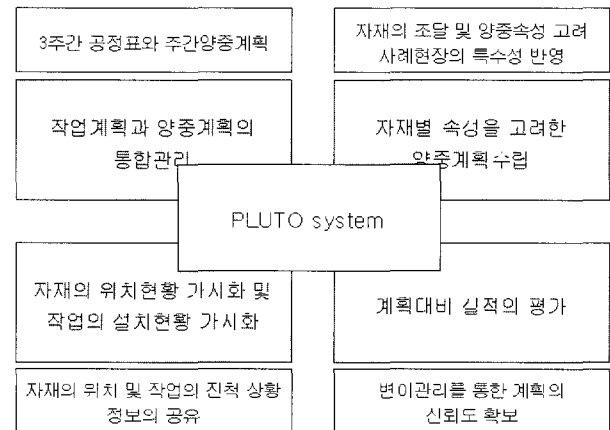 3주간 공정표와 주간양중계획
자재의 조달 및 양중속성 고려
사례현장의 특수성 반영
작업계획과 양중계획의
통합관리
자재별 속성을 고려한
양중계획수립
PLUTO system
자재의 위치현황 가시화 및
작업의 설치현황 가시화
계획대비 실적의 평가
자재의 위치 및 작업의 진척 상황
정보의 공유
변이관리를 통한 계획의
신뢰도 확보